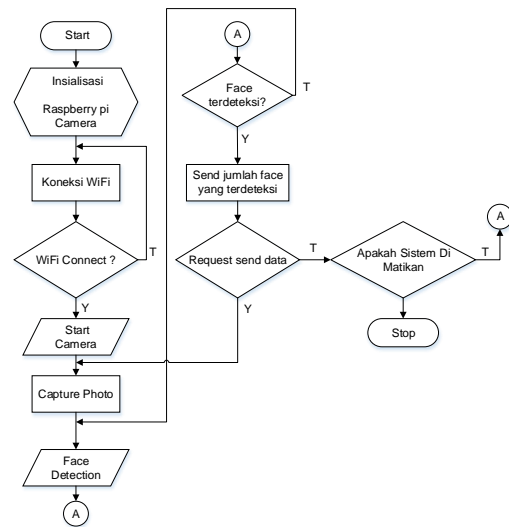 Start
Insialisasi
Raspberry pi
Camera
Koneksi WiFi
WiFi Connect ?
T
Y
Start
Camera
Capture Photo
Face
Detection
A
A
Face
terdeteksi?
T
Y
Send jumlah face
yang terdeteksi
Request send data
T
Y
Apakah Sistem Di
Matikan
T
A
Stop